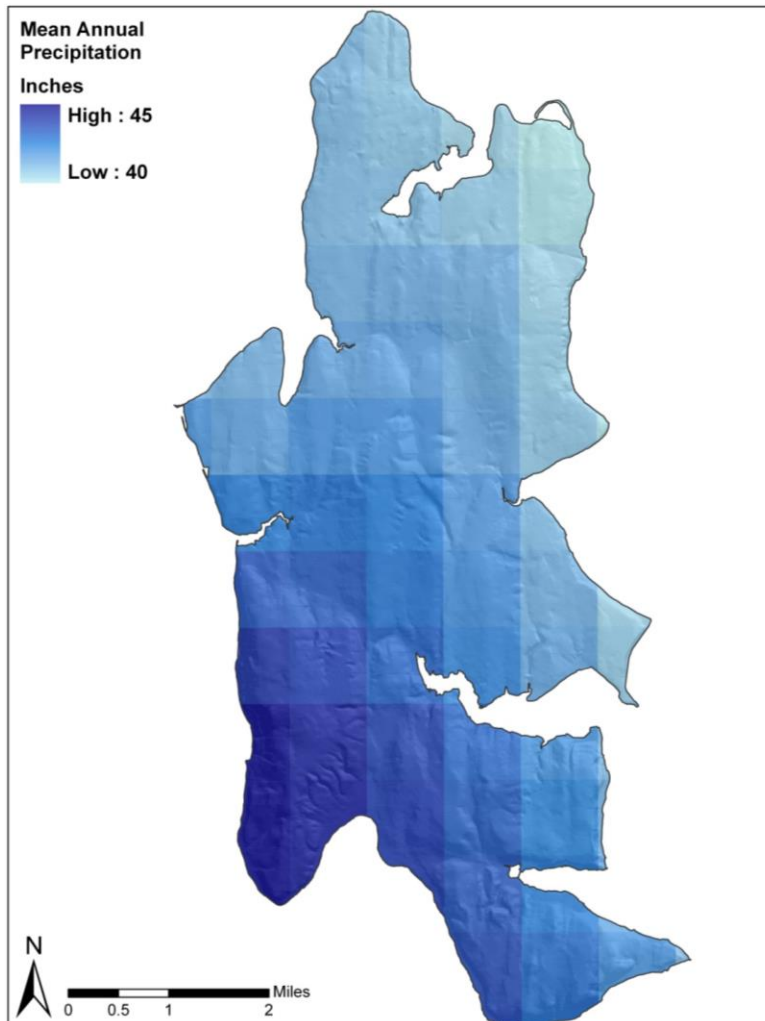 Mean Annual
Precipitation
Inches
High : 45
Low : 40
N
Miles
0 0.5 1 2